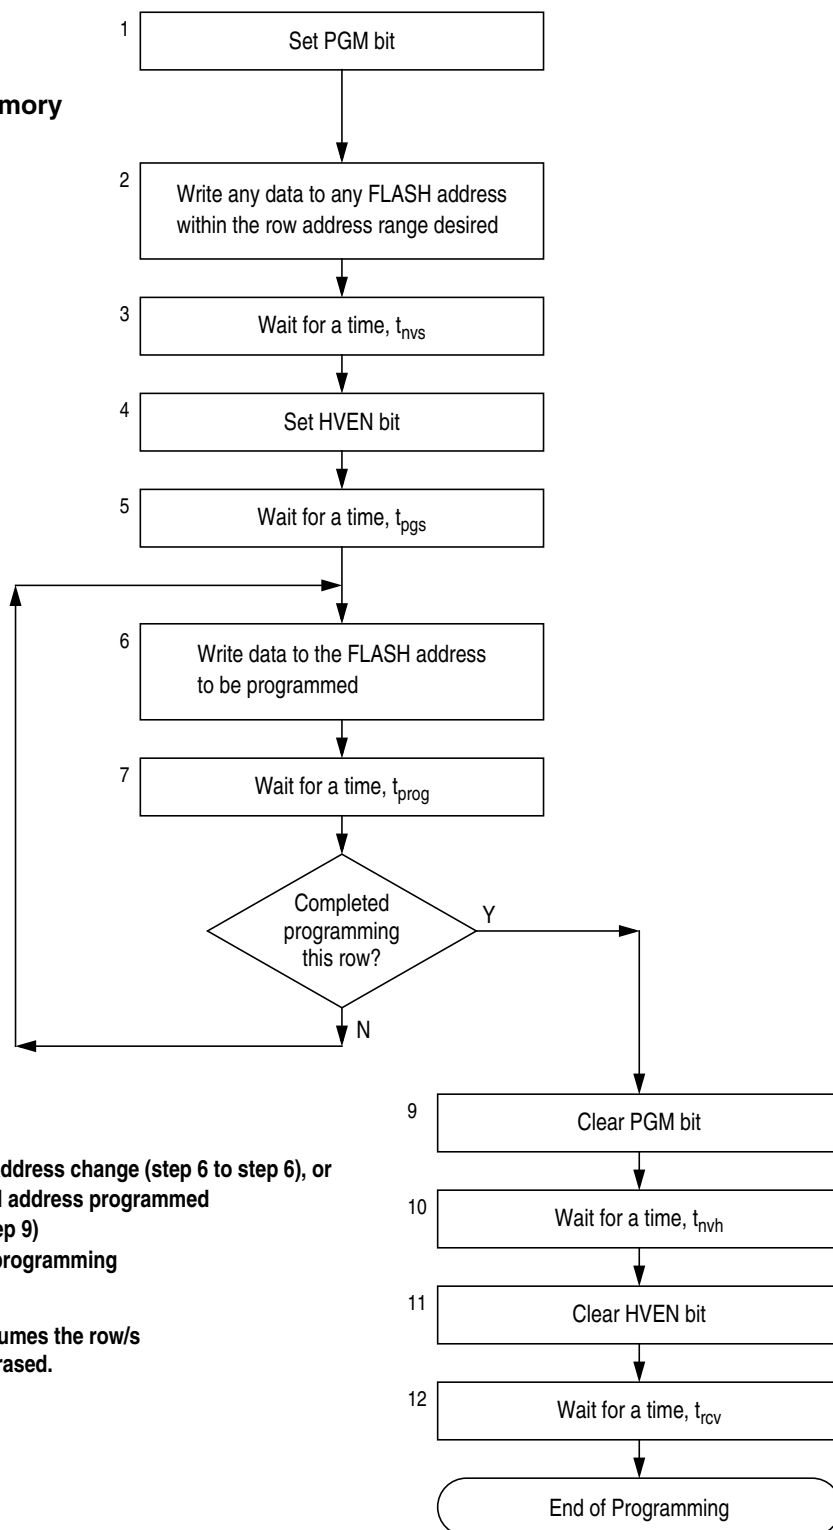 1
Set PGM bit
mory
2
Write any data to any FLASH address
within the row address range desired
3
Wait for a time, tnvs
4
Set HVEN bit
5
Wait for a time, tpgs
6
Write data to the FLASH address
to be programmed
7
Wait for a time, tprog
Completed
programming
this row?
Y
N
9
Clear PGM bit
address change (step 6 to step 6), or
address programmed
ep 9)
programming
10
Wait for a time, tnvh
11
Clear HVEN bit
umes the row/s
rased.
12
Wait for a time, trcv
End of Programming